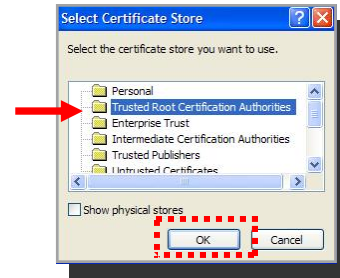 Select Certificate Store
Select the certificate store you want to use.
Personal
Trusted Root Certification Authorities
Enterprise Trust
Intermediate Certification Authorities
Trusted Publishers
Untrusted Certificates
Show physical stores
OK
Cancel